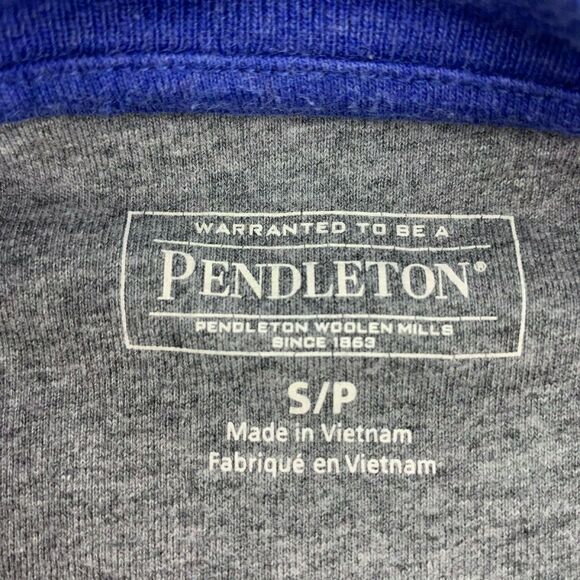 WARRANTED TO BE A
PENDLETON®
PENDLETON WOOLEN MILLS
SINCE 1863
S/P
Made in Vietnam
Fabriqué en Vietnam